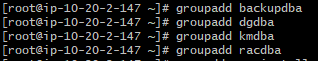 [root@ip-10-20-2-147 ~]# groupadd backupdba
[root@ip-10-20-2-147 ~]# groupadd dgdba
[root@ip-10-20-2-147 ~]# groupadd kmdba
[root@ip-10-20-2-147 ~]# groupadd racdba